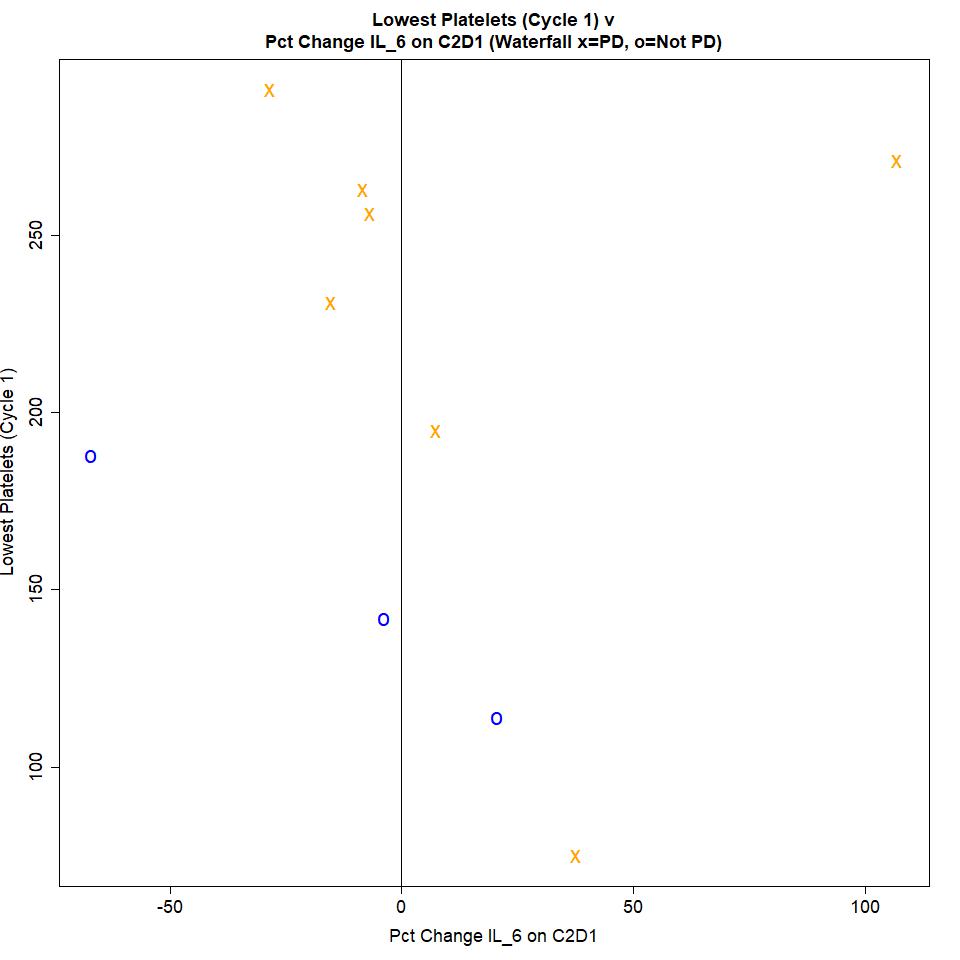 Lowest Platelets (Cycle 1) v
Pct Change IL_6 on C2D1 (Waterfall x=PD, o=Not PD)
X
X
X
X
X
X
O
O
O
X
250
200
150
100
Lowest Platelets (Cycle 1)
-50
0
50
100
Pct Change IL_6 on C2D1